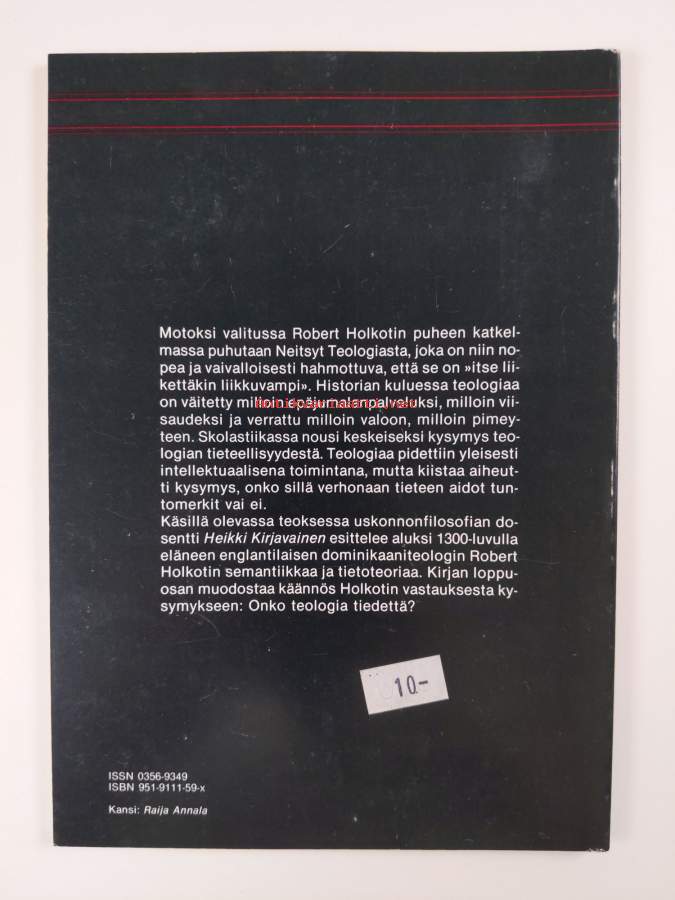 Motoksi valitussa Robert Holkotin puheen katkel-
massa puhutaan Neitsyt Teologiasta, joka on niin no-
pea ja vaivalloisesti hahmottuva, että se on »itse lii-
kettäkin liikkuvampi». Historian kuluessa teologiaa
on väitetty milloin epäjumalanpalvelukseksi, milloin vii-
saudeksi ja verrattu milloin valoon, milloin pimey-
teen. Skolastiikassa nousi keskeiseksi kysymys teo-
logian tieteellisyydestä. Teologiaa pidettiin yleisesti
intellektuaalisena toimintana, mutta kiistaa aiheut-
ti kysymys, onko sillä verhonaan tieteen aidot tun-
tomerkit vai ei.
Käsillä olevassa teoksessa uskonnonfilosofian do-
sentti Heikki Kirjavainen esittelee aluksi 1300-luvulla
eläneen englantilaisen dominikaaniteologin Robert
Holkotin semantiikkaa ja tietoteoriaa. Kirjan loppu-
osan muodostaa käännös Holkotin vastauksesta ky-
symykseen: Onko teologia tiedettä?
10-
ISSN 0356-9349
ISBN 951-9111-59-x
Kansi: Raija Annala